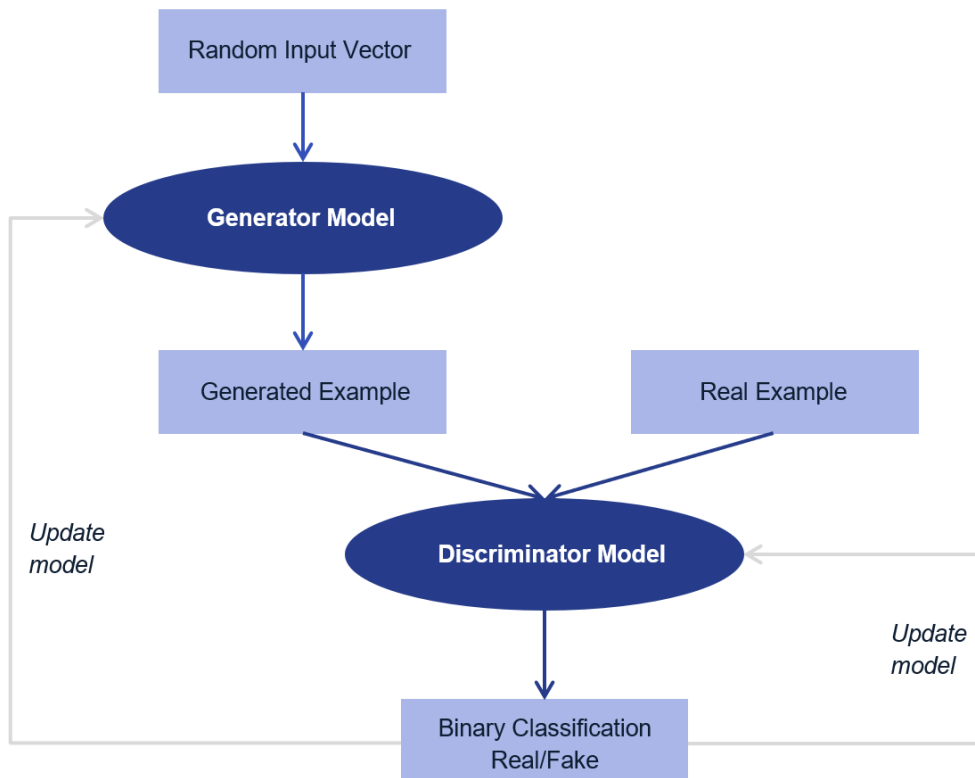 Random Input Vector
Generator Model
Generated Example
Real Example
Update
model
Discriminator Model
Update
model
Binary Classification
Real/Fake